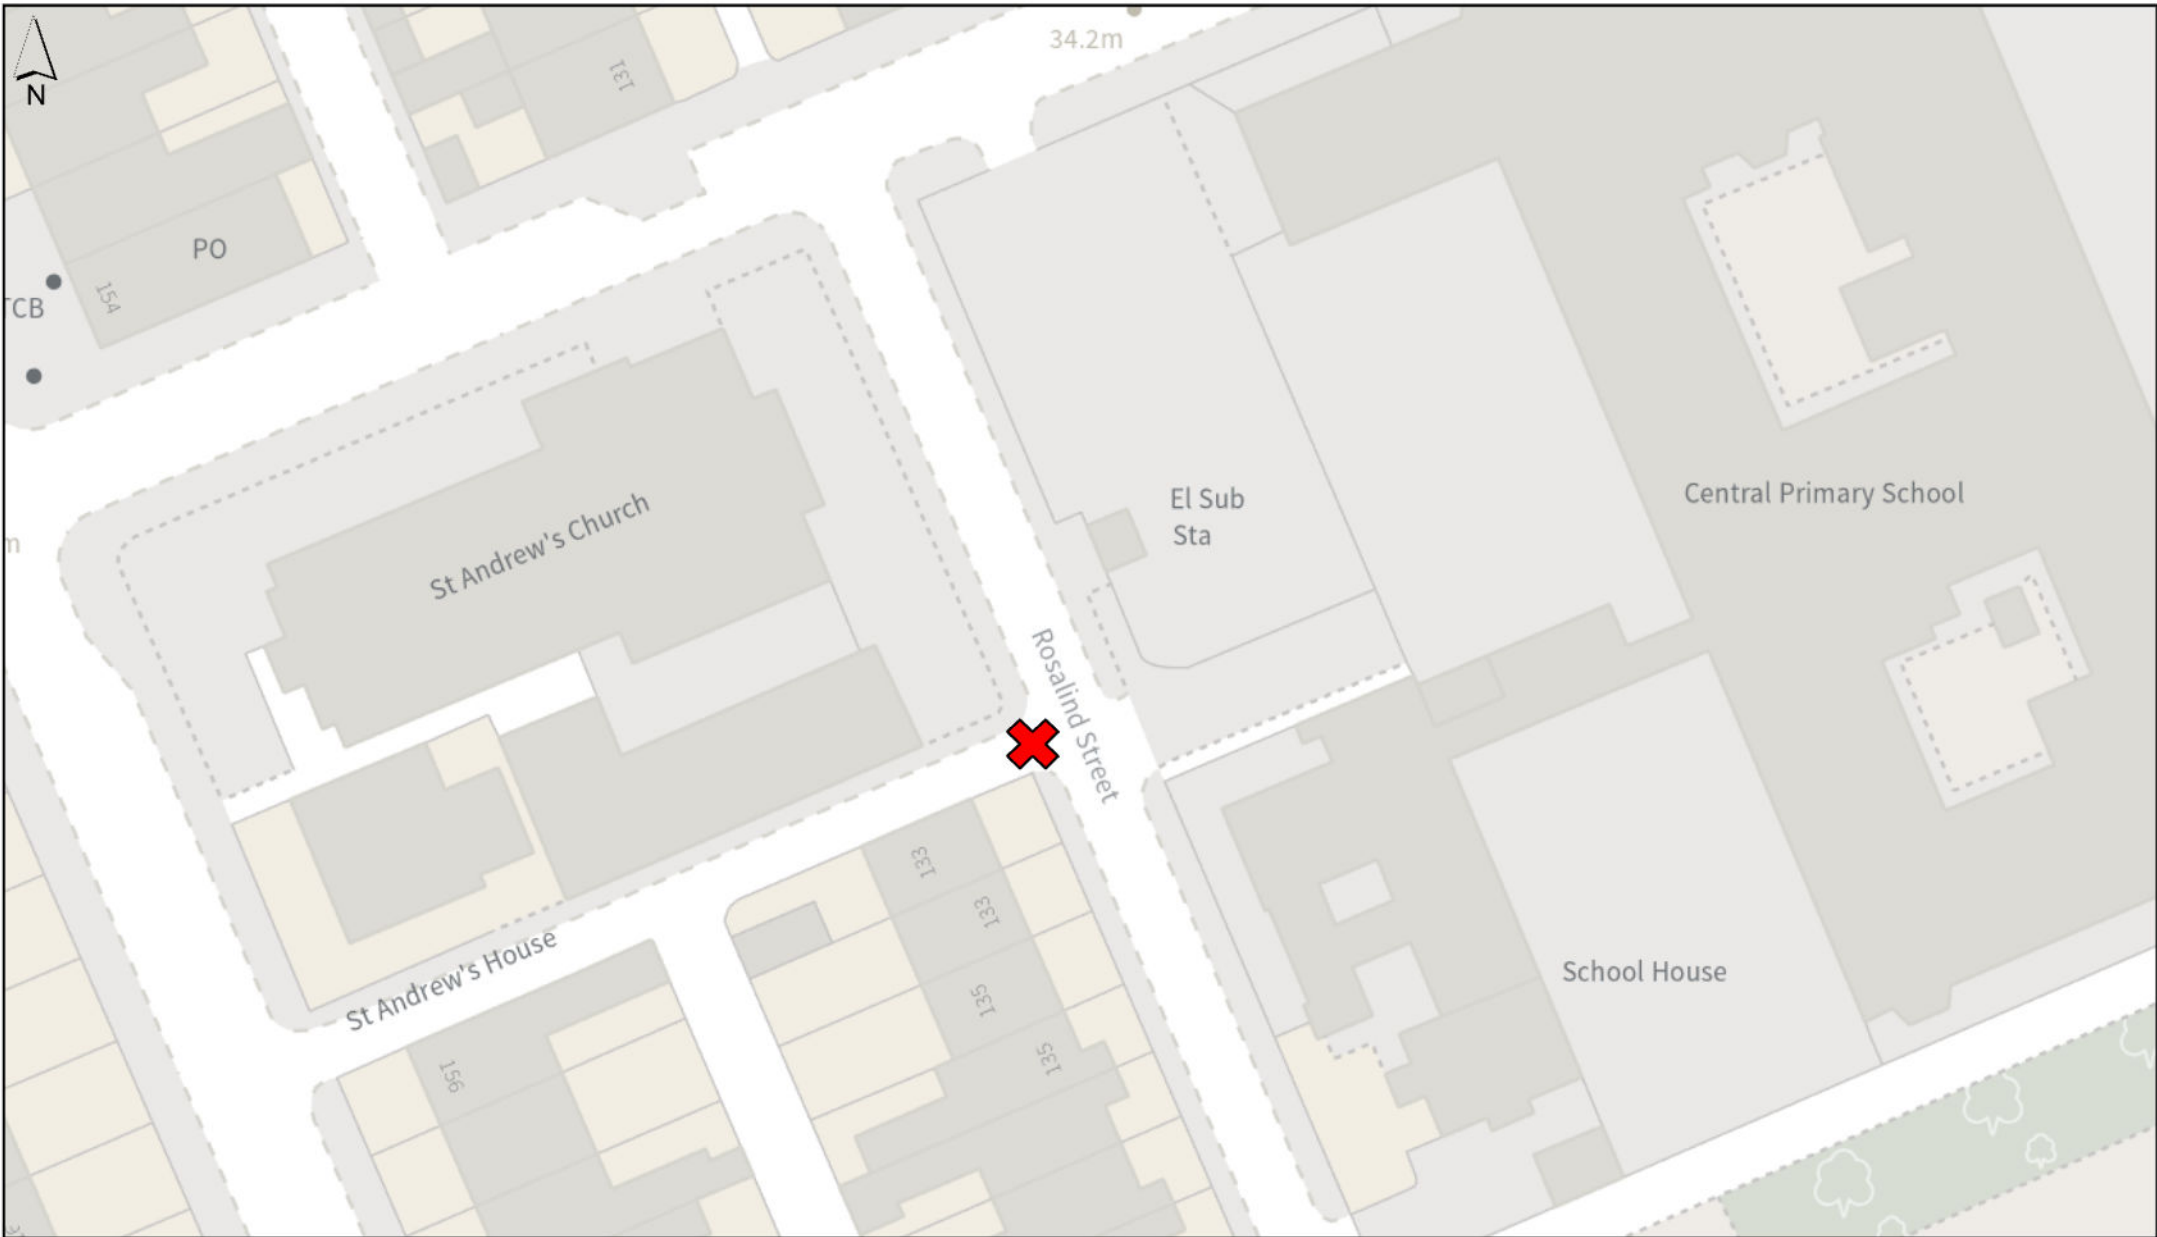 N
34.2m
131
PO
154
TCB
m
St Andrew's Church
El Sub
Sta
Central Primary School
Rosalind Street
133
133
135
135
St Andrew's House
School House